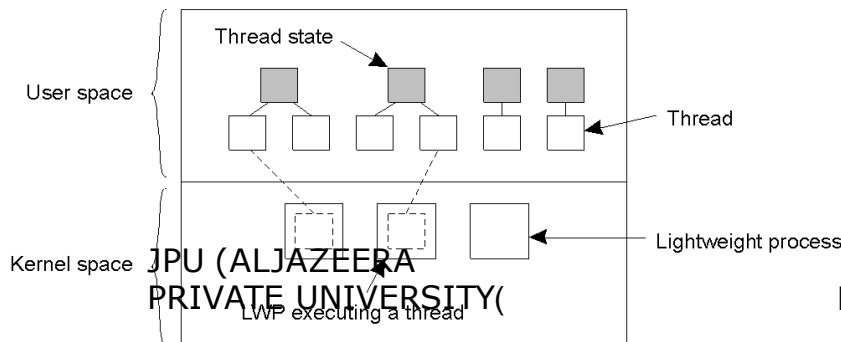 Thread state
User space
Thread
Lightweight process
Kernel space
JPU (ALJAZEERA
PRIVATE UNIVERSITY(
LWP executing a thread